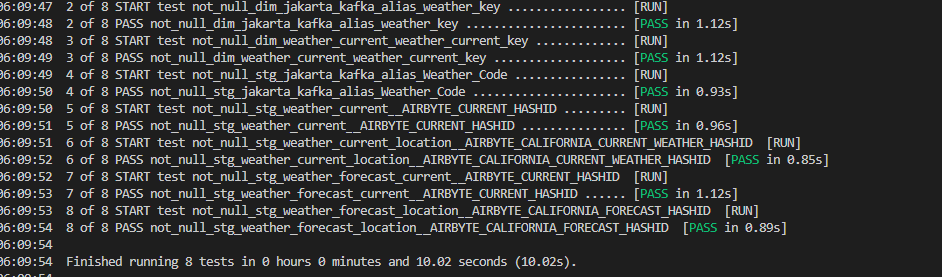 06:09:47  2 of 8 START test not_null_dim_jakarta_kafka_alias_weather_key ................ [RUN]
06:09:48  2 of 8 PASS not_null_dim_jakarta_kafka_alias_weather_key ...................... [PASS in 1.12s]
06:09:48  3 of 8 START test not_null_dim_weather_current_weather_current_key ............ [RUN]
06:09:49  3 of 8 PASS not_null_dim_weather_current_weather_current_key .................. [PASS in 1.12s]
06:09:49  4 of 8 START test not_null_stg_jakarta_kafka_alias_Weather_Code ............... [RUN]
06:09:50  4 of 8 PASS not_null_stg_jakarta_kafka_alias_Weather_Code ..................... [PASS in 0.93s]
06:09:50  5 of 8 START test not_null_stg_weather_current__AIRBYTE_CURRENT_HASHID ......... [RUN]
06:09:51  5 of 8 PASS not_null_stg_weather_current__AIRBYTE_CURRENT_HASHID ............... [PASS in 0.96s]
06:09:51  6 of 8 START test not_null_stg_weather_current_location__AIRBYTE_CALIFORNIA_CURRENT_WEATHER_HASHID  [RUN]
06:09:52  6 of 8 PASS not_null_stg_weather_current_location__AIRBYTE_CALIFORNIA_CURRENT_WEATHER_HASHID  [PASS in 0.85s]
06:09:52  7 of 8 START test not_null_stg_weather_forecast_current__AIRBYTE_CURRENT_HASHID  [RUN]
06:09:53  7 of 8 PASS not_null_stg_weather_forecast_current__AIRBYTE_CURRENT_HASHID ...... [PASS in 1.12s]
06:09:53  8 of 8 START test not_null_stg_weather_forecast_location__AIRBYTE_CALIFORNIA_FORECAST_HASHID  [RUN]
06:09:54  8 of 8 PASS not_null_stg_weather_forecast_location__AIRBYTE_CALIFORNIA_FORECAST_HASHID  [PASS in 0.89s]
06:09:54
06:09:54  Finished running 8 tests in 0 hours 0 minutes and 10.02 seconds (10.02s).
06:09:54